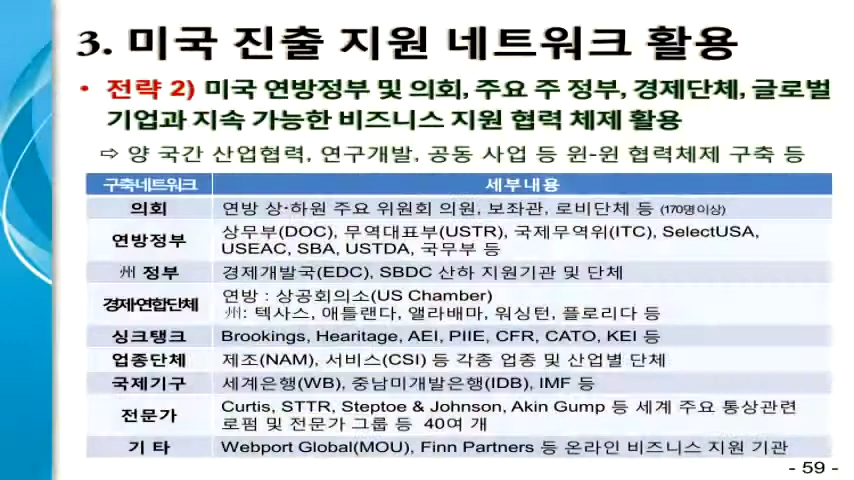 3. 미국 진출 지원 네트워크 활용
• 전략 2) 미국 연방정부 및 의회, 주요 주 정부, 경제단체, 글로벌
기업과 지속 가능한 비즈니스 지원 협력 체제 활용
⇨ 양 국간 산업협력, 연구개발, 공동 사업 등 윈-윈 협력체제 구축 등
구축네트워크 세부내용
의회 연방 상·하원 주요 위원회 의원, 보좌관, 로비단체 등 (170명이상)
연방정부 상무부(DOC), 무역대표부(USTR), 국제무역위(ITC), SelectUSA,
USEAC, SBA, USTDA, 국무부 등
州 정부 경제개발국(EDC), SBDC 산하 지원기관 및 단체
경제·연합단체 연방 : 상공회의소(US Chamber)
州: 텍사스, 애틀랜다, 앨라배마, 워싱턴, 플로리다 등
싱크탱크 Brookings, Hearitage, AEI, PIIE, CFR, CATO, KEI 등
업종단체 제조(NAM), 서비스(CSI) 등 각종 업종 및 산업별 단체
국제기구 세계은행(WB), 중남미개발은행(IDB), IMF 등
전문가 Curtis, STTR, Steptoe & Johnson, Akin Gump 등 세계 주요 통상관련
로펌 및 전문가 그룹 등 40여 개
기 타 Webport Global(MOU), Finn Partners 등 온라인 비즈니스 지원 기관
- 59 -